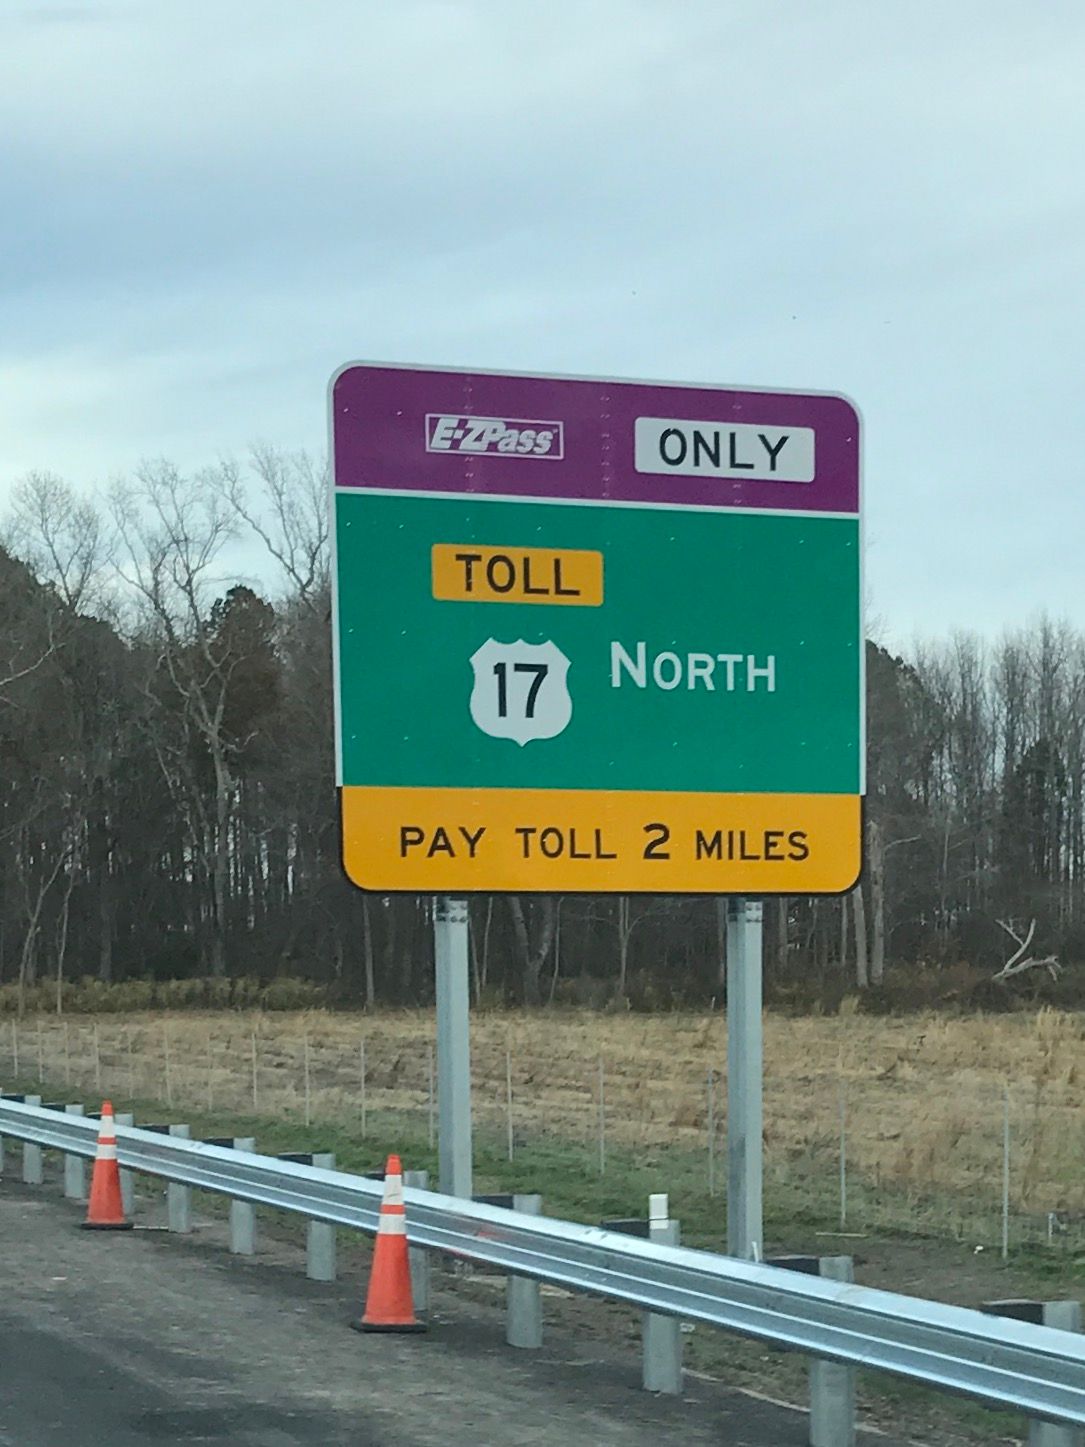 E-ZPass ONLY
TOLL
17 NORTH
PAY TOLL 2 MILES